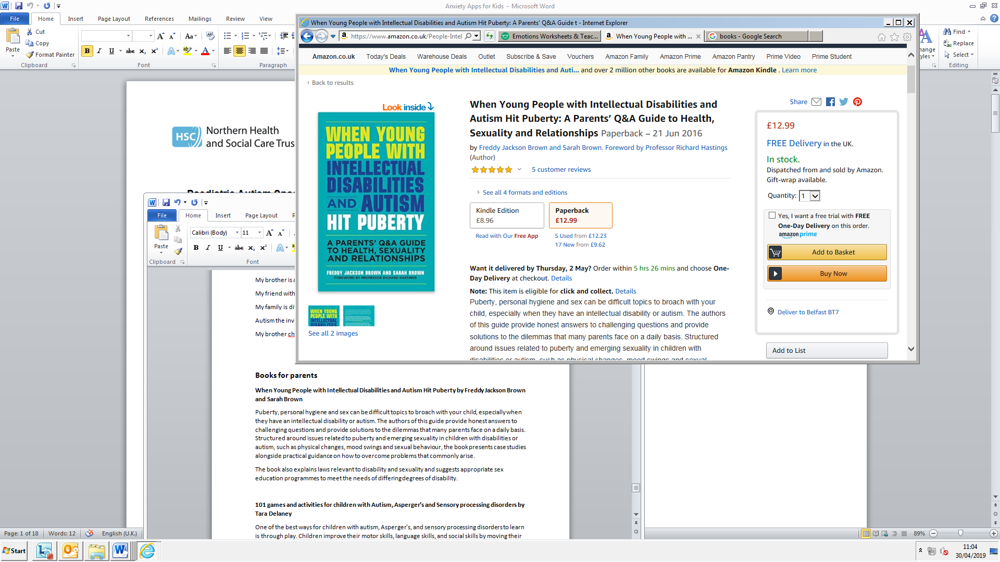 Anxiety Apps for Kids - Microsoft Word
File Home Insert Page Layout References Mailings Review View
Paste Cut Copy Format Painter
Clipboard Font Paragraph
Find Replace Select Editing
Northern Health
and Social Care Trus
HSC
File Home Insert Page Layout
Calibri (Body) 11
Paste
Clipboard Font
When Young People with Intellectual Disabilities and Autism Hit Puberty: A Parents' Q&A Guide t - Internet Explorer
https://www.amazon.co.uk/People-Intel
Emotions Worksheets & Teac...
When Young People with ...
books - Google Search
Amazon.co.uk Today's Deals Warehouse Deals Outlet Subscribe & Save Vouchers Amazon Family Amazon Prime Amazon Pantry Prime Video Prime Student
When Young People with Intellectual Disabilities and Auti... and over 2 million other books are available for Amazon Kindle . Learn more
‹ Back to results
Look inside
WHEN YOUNG
PEOPLE WITH
INTELLECTUAL
DISABILITIES
AND AUTISM
HIT PUBERTY
A PARENTS' Q&A GUIDE
TO HEALTH, SEXUALITY
AND RELATIONSHIPS
FREDDY JACKSON BROWN AND SARAH BROWN
FOREWORD BY PROFESSOR RICHARD HASTINGS
See all 2 images
When Young People with Intellectual Disabilities and
Autism Hit Puberty: A Parents’ Q&A Guide to Health,
Sexuality and Relationships Paperback – 21 Jun 2016
by Freddy Jackson Brown and Sarah Brown. Foreword by Professor Richard Hastings
(Author)
5 customer reviews
See all 4 formats and editions
Kindle Edition
£8.96
Paperback
£12.99
Read with Our Free App
5 Used from £12.23
17 New from £9.62
Want it delivered by Thursday, 2 May? Order within 5 hrs 26 mins and choose One-
Day Delivery at checkout. Details
Note: This item is eligible for click and collect. Details
Puberty, personal hygiene and sex can be difficult topics to broach with your
child, especially when they have an intellectual disability or autism. The authors
of this guide provide honest answers to challenging questions and provide
solutions to the dilemmas that many parents face on a daily basis. Structured
around issues related to puberty and emerging sexuality in children with
disabilities or autism, such as physical changes, mood swings and sexual
Share
£12.99
FREE Delivery in the UK.
In stock.
Dispatched from and sold by Amazon.
Gift-wrap available.
Quantity: 1
Yes, I want a free trial with FREE
One-Day Delivery on this order.
amazon prime
Add to Basket
Buy Now
Deliver to Belfast BT7
Add to List
My brother is a
My friend with
My family is di
Autism the inv
My brother ch
Books for parents
When Young People with Intellectual Disabilities and Autism Hit Puberty by Freddy Jackson Brown
and Sarah Brown
Puberty, personal hygiene and sex can be difficult topics to broach with your child, especially when
they have an intellectual disability or autism. The authors of this guide provide honest answers to
challenging questions and provide solutions to the dilemmas that many parents face on a daily basis.
Structured around issues related to puberty and emerging sexuality in children with disabilities or
autism, such as physical changes, mood swings and sexual behaviour, the book presents case studies
alongside practical guidance on how to overcome problems that commonly arise.
The book also explains laws relevant to disability and sexuality and suggests appropriate sex
education programmes to meet the needs of differing degrees of disability.
101 games and activities for children with Autism, Asperger's and Sensory processing disorders by
Tara Delaney
One of the best ways for children with autism, Asperger's, and sensory processing disorders to learn
is through play. Children improve their motor skills, language skills, and social skills by moving their
Page: 1 of 18 Words: 12 English (U.K.) 89%
Start 11:04
30/04/2019